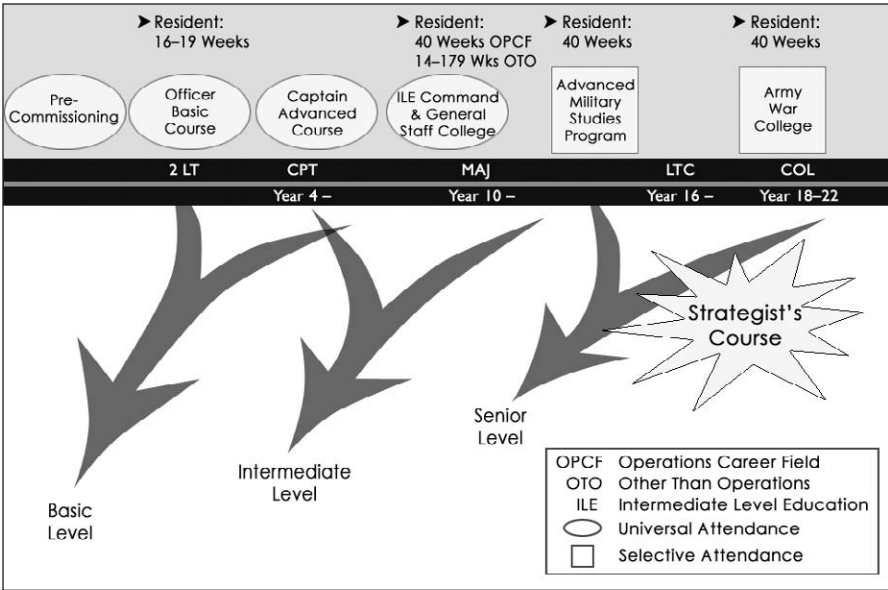 ➤ Resident:
16–19 Weeks
➤ Resident:
40 Weeks OPCF
14–179 Wks OTO
➤ Resident:
40 Weeks
➤ Resident:
40 Weeks
Pre-
Commissioning
Officer
Basic
Course
Captain
Advanced
Course
ILE Command
& General
Staff College
Advanced
Military
Studies
Program
Army
War
College
2 LT CPT MAJ LTC COL
Year 4 – Year 10 – Year 16 – Year 18–22
Strategist's
Course
Basic
Level
Intermediate
Level
Senior
Level
OPCF Operations Career Field
OTO Other Than Operations
ILE Intermediate Level Education
Universal Attendance
Selective Attendance